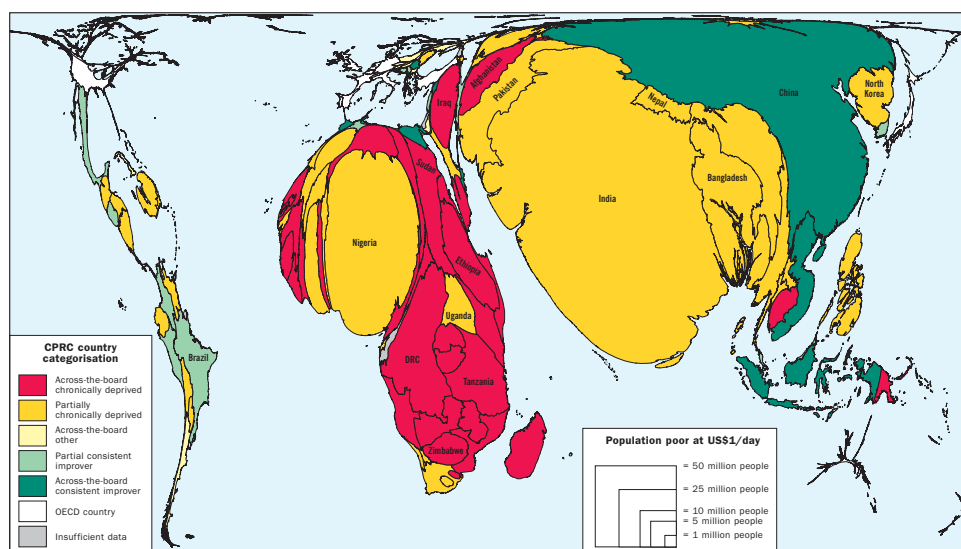 Iraq
Afghanistan
Pakistan
Nepal
China
North
Korea
Bangladesh
India
Sudan
Nigeria
Ethiopia
Uganda
DRC
Tanzania
Zimbabwe
Brazil
CPRC country
categorisation
Across-the-board
chronically deprived
Partially
chronically deprived
Across-the-board
other
Partial consistent
improver
Across-the-board
consistent improver
OECD country
Insufficient data
Population poor at US$1/day
= 50 million people
= 25 million people
= 10 million people
= 5 million people
= 1 million people